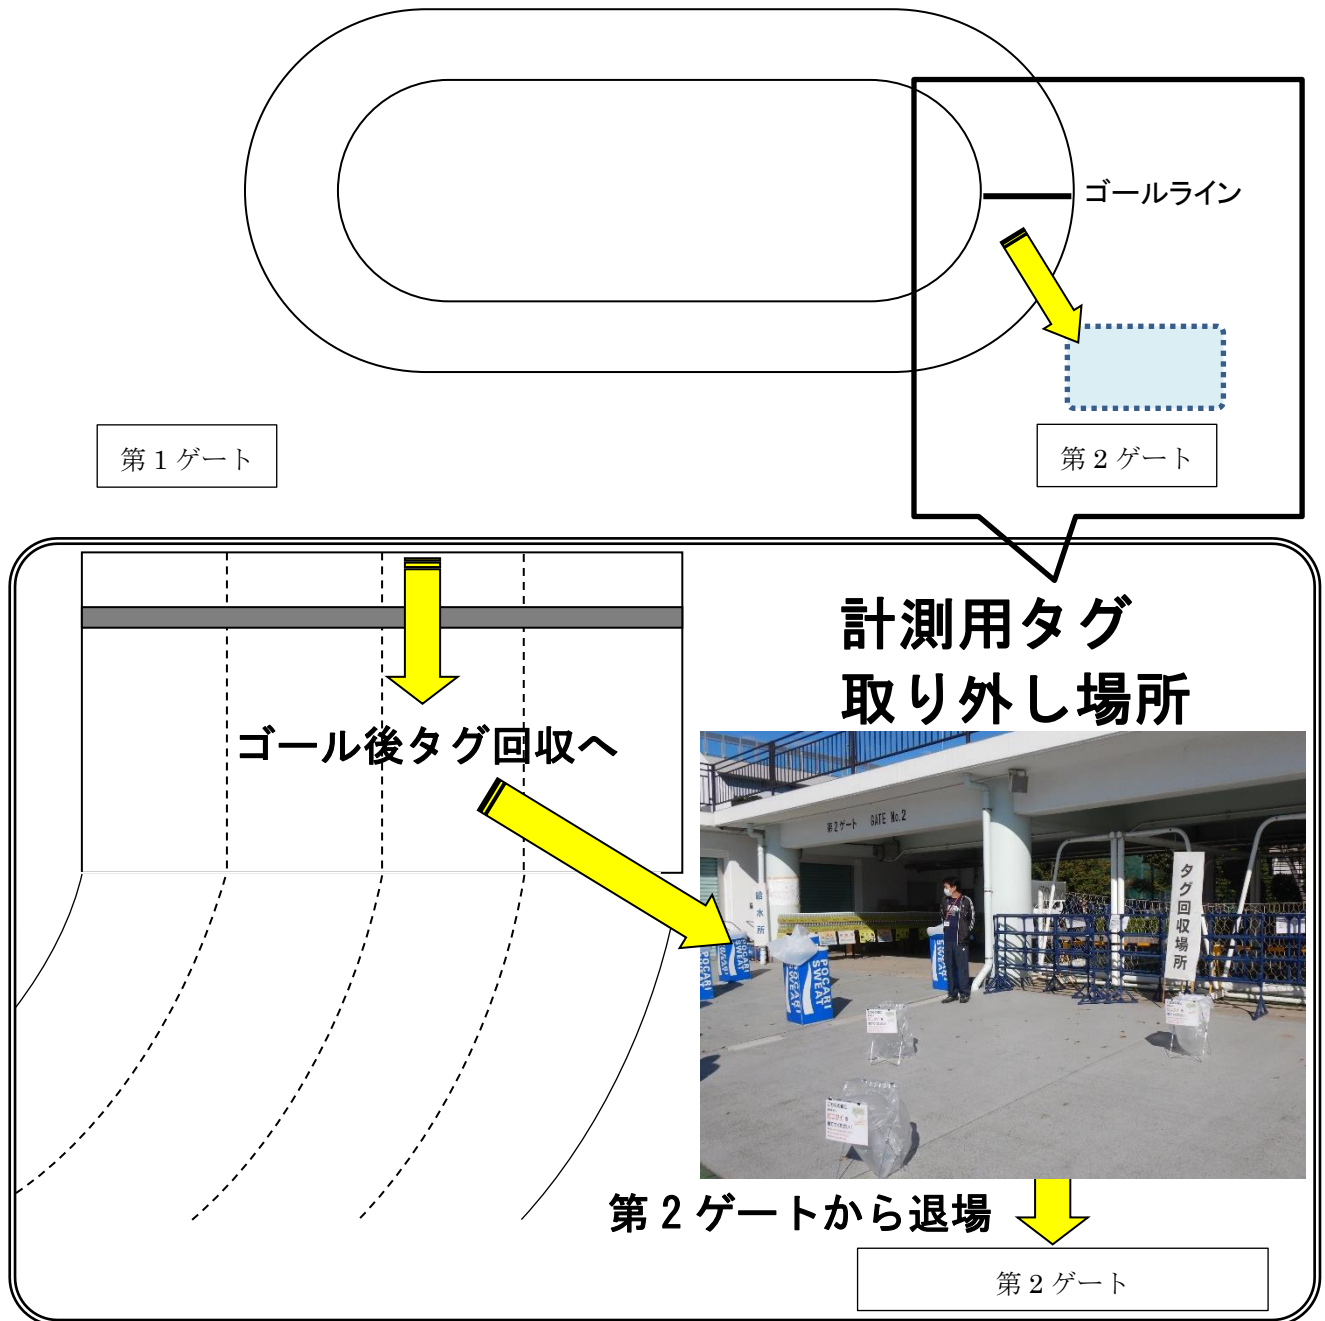 ゴールライン
第1ゲート
第2ゲート
計測用タグ
取り外し場所
ゴール後タグ回収へ
第2ゲート GATE No.2
給水所
タグ回収場所
POCARI
SWEAT
POCARI
SWEAT
第2ゲートから退場
第2ゲート